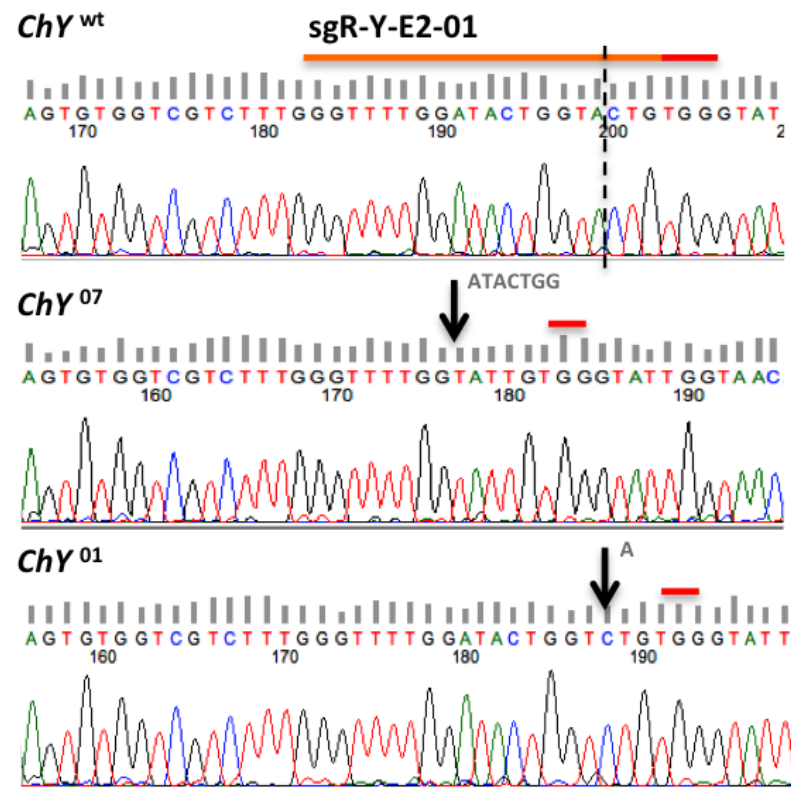 ChY wt sgR-Y-E2-01
AGTGTGGTCGTCTTTGGGTTTTGGATACTGGTACTGTGGGTAT
170 180 190 200 2
ChY 07 ATACTGG
AGTGTGGTCGTCTTTGGGTTTTGGTATTGTGGGTATTGGTAAC
160 170 180 190
ChY 01 A
AGTGTGGTCGTCTTTGGGTTTTGGATACTGGTCTGTGGGTATT
160 170 180 190